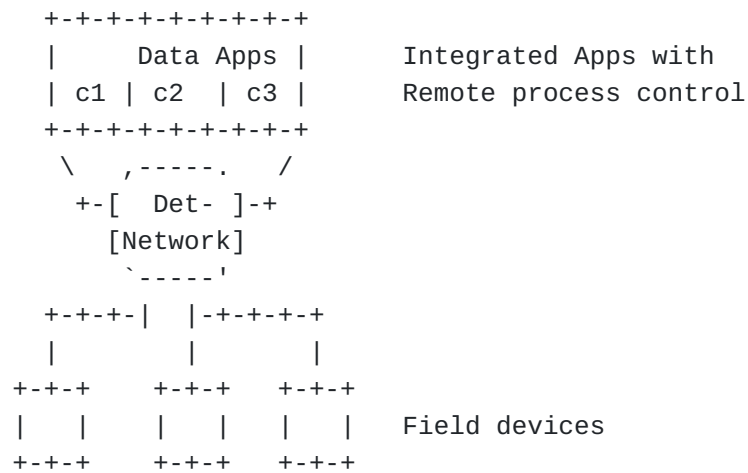 +-+-+-+-+-+-+-+-+
|     Data Apps |      Integrated Apps with
| c1 | c2  | c3 |      Remote process control
+-+-+-+-+-+-+-+-+
 \   ,-----.   /
  +-[  Det- ]-+
    [Network]
     `-----'
+-+-+-|  |-+-+-+-+
|        |       |
+-+-+    +-+-+   +-+-+
|   |    |   |   |   |   Field devices
+-+-+    +-+-+   +-+-+